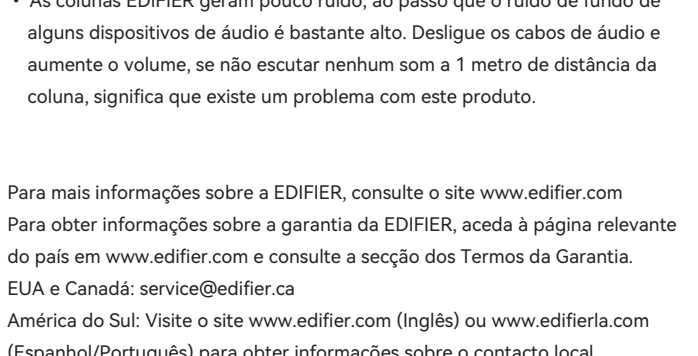 • As colunas EDIFIER geram pouco ruído, ao passo que o ruído de fundo de
alguns dispositivos de áudio é bastante alto. Desligue os cabos de áudio e
aumente o volume, se não escutar nenhum som a 1 metro de distância da
coluna, significa que existe um problema com este produto.
Para mais informações sobre a EDIFIER, consulte o site www.edifier.com
Para obter informações sobre a garantia da EDIFIER, aceda à página relevante
do país em www.edifier.com e consulte a secção dos Termos da Garantia.
EUA e Canadá: service@edifier.ca
América do Sul: Visite o site www.edifier.com (Inglês) ou www.edifierla.com
(Espanhol/Português) para obter informações sobre o contacto local.